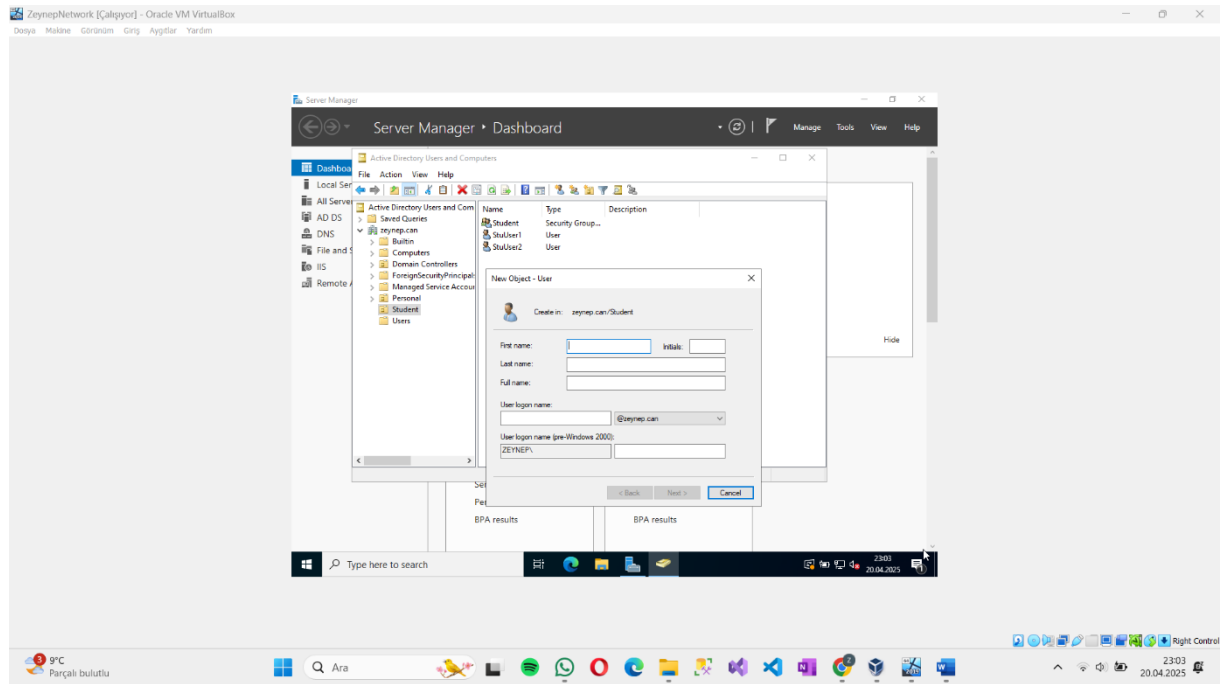 ZeynepNetwork [Çalışıyor] - Oracle VM VirtualBox
Dosya Makine Görünüm Giriş Aygıtlar Yardım
Server Manager
Server Manager Dashboard
Manage Tools View Help
Dashboa
Local Ser
All Server
AD DS
DNS
File and S
IIS
Remote A
Active Directory Users and Computers
File Action View Help
Active Directory Users and Com
Saved Queries
zeynep.can
Builtin
Computers
Domain Controllers
ForeignSecurityPrincipal:
Managed Service Accour
Personal
Student
Users
Name Type Description
Student Security Group...
StuUser1 User
StuUser2 User
New Object - User
Create in: zeynep.can/Student
First name: Initials:
Last name:
Full name:
User logon name:
@zeynep.can
User logon name (pre-Windows 2000):
ZEYNEP\
< Back Next > Cancel
Hide
Ser
Per
BPA results BPA results
Type here to search
23:03
20.04.2025
1
Right Control
3
9°C
Parçalı bulutlu
Ara
2
23:03
20.04.2025